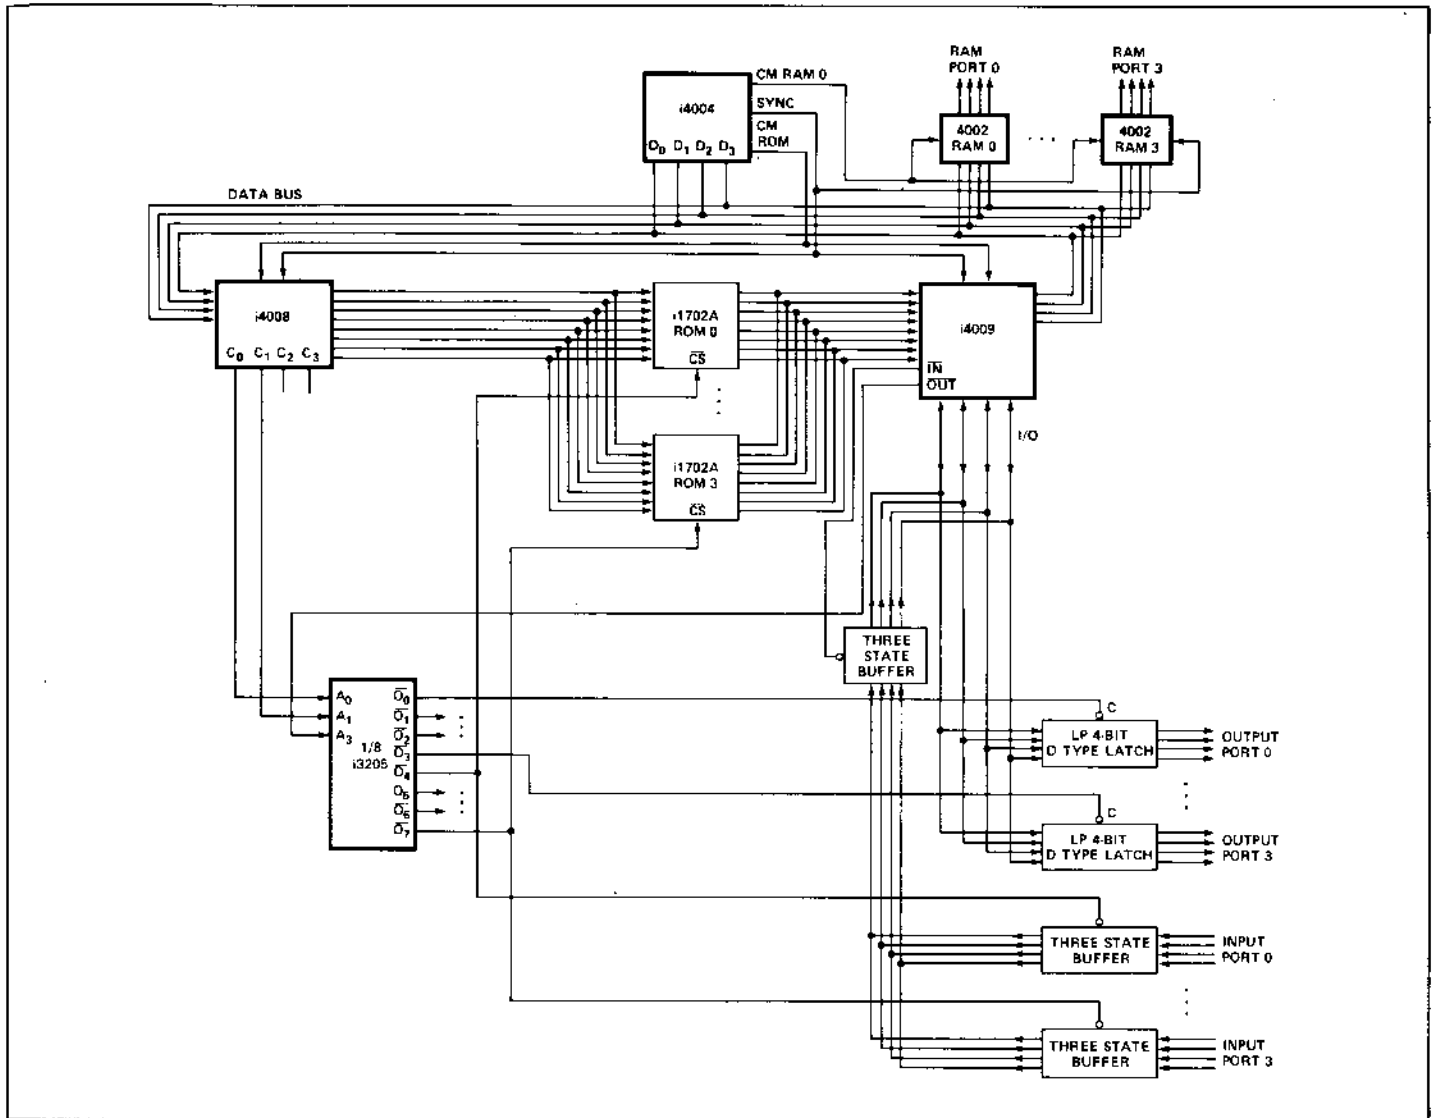 RAM
PORT 0
RAM
PORT 3
CM RAM 0
SYNC
CM
ROM
i4004
D0 D1 D2 D3
4002
RAM 0
4002
RAM 3
DATA BUS
i4008
C0 C1 C2 C3
i1702A
ROM 0
CS
i4009
IN
OUT
I/O
i1702A
ROM 3
CS
THREE
STATE
BUFFER
A0
A1
A3
1/8
i3205
O0
O1
O2
O3
O4
O5
O6
O7
C
LP 4-BIT
D TYPE LATCH
OUTPUT
PORT 0
C
LP 4-BIT
D TYPE LATCH
OUTPUT
PORT 3
THREE STATE
BUFFER
INPUT
PORT 0
THREE STATE
BUFFER
INPUT
PORT 3